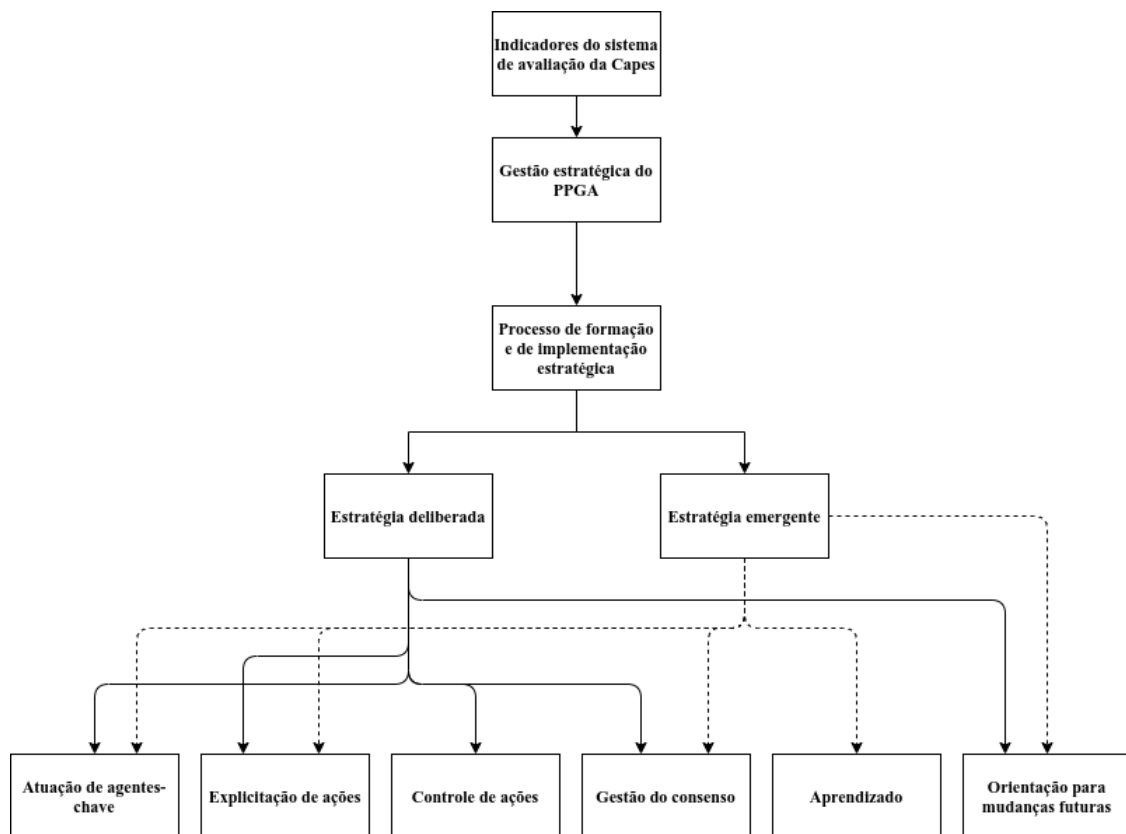 Indicadores do sistema
de avaliação da Capes
Gestão estratégica do
PPGA
Processo de formação
e de implementação
estratégica
Estratégia deliberada
Estratégia emergente
Atuação de agentes-
chave
Explicitação de ações
Controle de ações
Gestão do consenso
Aprendizado
Orientação para
mudanças futuras